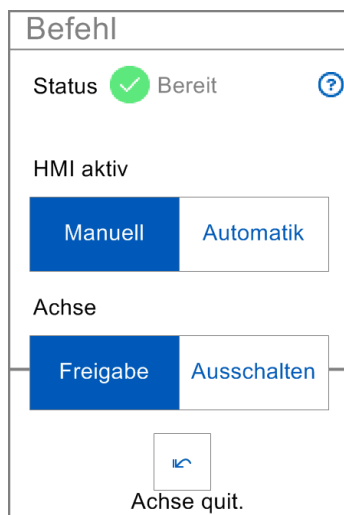 Befehl
Status Bereit ?
HMI aktiv
Manuell Automatik
Achse
Freigabe Ausschalten
Achse quit.